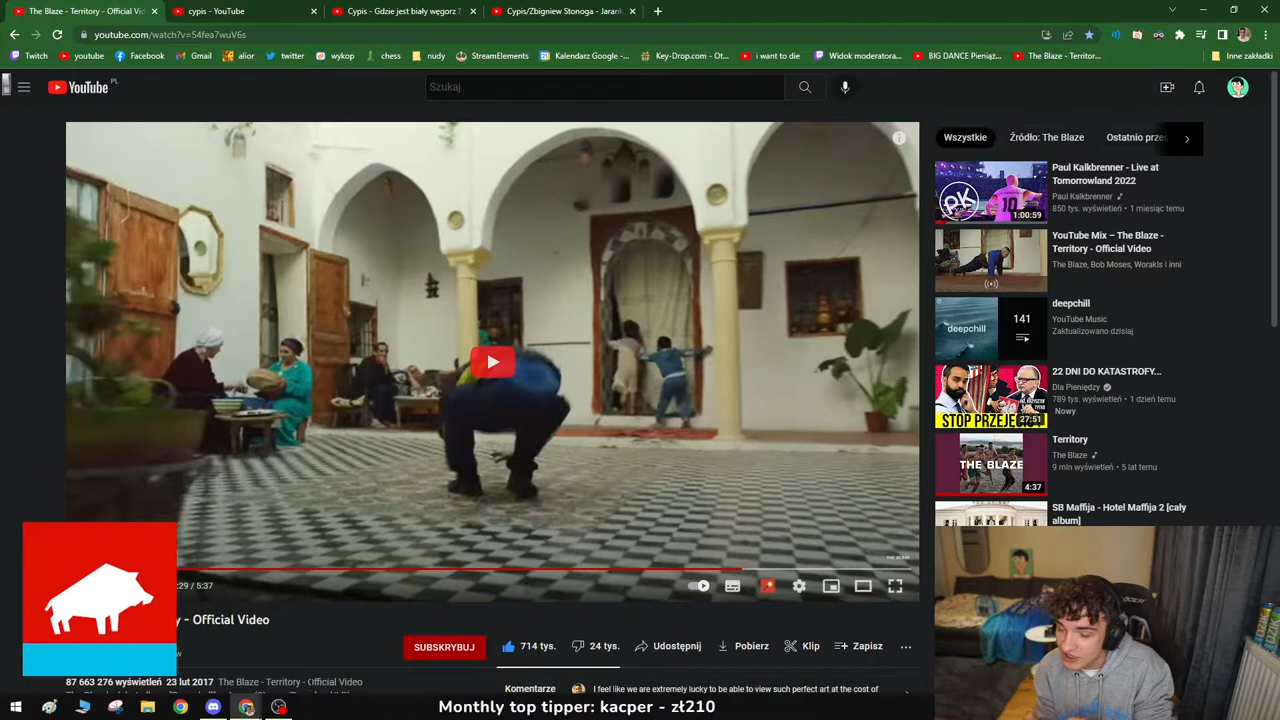 The Blaze - Territory - Official Vid
cypis - YouTube
Cypis - Gdzie jest biały węgorz ?
Cypis/Zbigniew Stonoga - Jarank
youtube.com/watch?v=54fea7wuV6s
Twitch
youtube
Facebook
Gmail
alior
twitter
wykop
chess
nudy
StreamElements
Kalendarz Google -...
Key-Drop.com - Ot...
i want to die
Widok moderatora...
BIG DANCE Pieniąż...
The Blaze - Territor...
Inne zakładki
YouTube PL
Szukaj
Wszystkie
Źródło: The Blaze
Ostatnio prze
PK
10
1:00:59
Paul Kalkbrenner - Live at
Tomorrowland 2022
Paul Kalkbrenner
850 tys. wyświetleń • 1 miesiąc temu
YouTube Mix – The Blaze -
Territory - Official Video
The Blaze, Bob Moses, Worakls i inni
deepchill
141
deepchill
YouTube Music
Zaktualizowano dzisiaj
STOP PRZEJĘC
27:51
22 DNI DO KATASTROFY...
Dla Pieniędzy
789 tys. wyświetleń • 1 dzień temu
Nowy
THE BLAZE
4:37
Territory
The Blaze
9 mln wyświetleń • 5 lat temu
SB Maffija - Hotel Maffija 2 [cały
album]
THE BLAZE
:29 / 5:37
y - Official Video
SUBSKRYBUJ
714 tys.
24 tys.
Udostępnij
Pobierz
Klip
Zapisz
87 663 276 wyświetleń 23 lut 2017 The Blaze - Territory - Official Video
Komentarze
I feel like we are extremely lucky to be able to view such perfect art at the cost of
Monthly top tipper: kacper - zł210